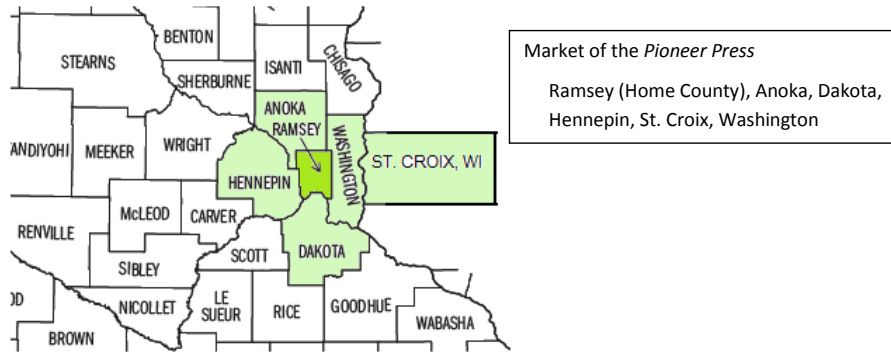 BENTON
STEARNS
SHERBURNE
ISANTI
CHISAGO
ANOKA
RAMSEY
WASHINGTON
ST. CROIX, WI
ANDIYOHI
MEEKER
WRIGHT
HENNEPIN
McLEOD
CARVER
RENVILLE
SCOTT
DAKOTA
SIBLEY
OD
NICOLLET
LE
SUEUR
RICE
GOODHUE
WABASHA
BROWN
Market of the Pioneer Press
Ramsey (Home County), Anoka, Dakota,
Hennepin, St. Croix, Washington